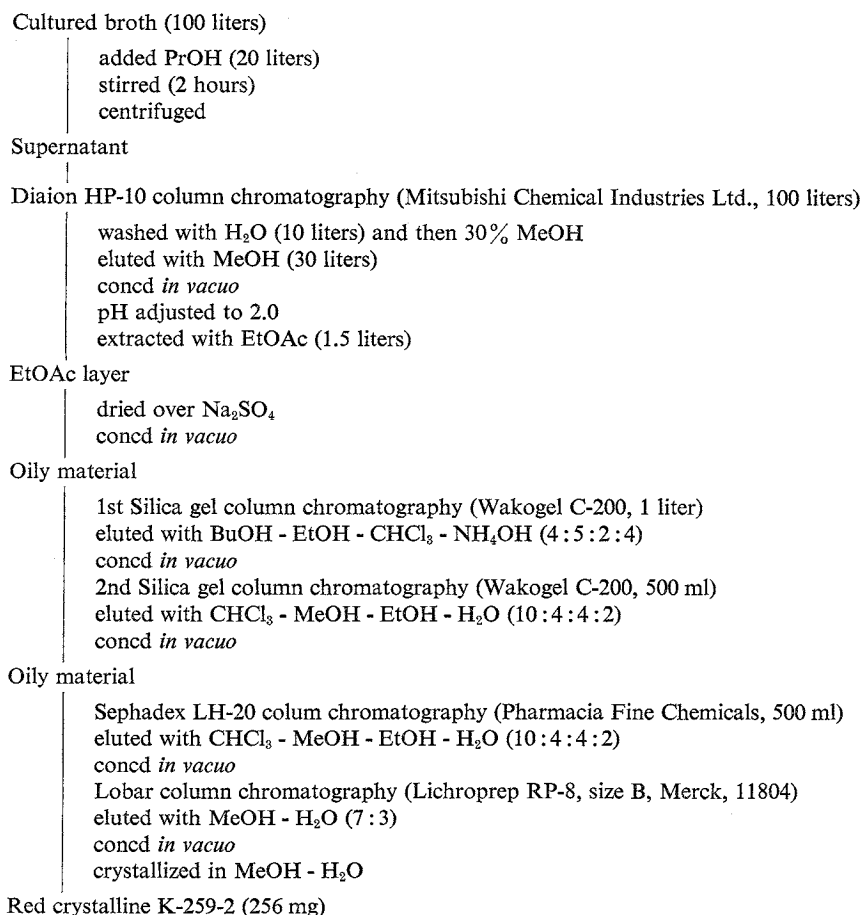 Cultured broth (100 liters)
added PrOH (20 liters)
stirred (2 hours)
centrifuged
Supernatant
Diaion HP-10 column chromatography (Mitsubishi Chemical Industries Ltd., 100 liters)
washed with H₂O (10 liters) and then 30% MeOH
eluted with MeOH (30 liters)
concd in vacuo
pH adjusted to 2.0
extracted with EtOAc (1.5 liters)
EtOAc layer
dried over Na₂SO₄
concd in vacuo
Oily material
1st Silica gel column chromatography (Wakogel C-200, 1 liter)
eluted with BuOH - EtOH - CHCl₃ - NH₄OH (4:5:2:4)
concd in vacuo
2nd Silica gel column chromatography (Wakogel C-200, 500 ml)
eluted with CHCl₃ - MeOH - EtOH - H₂O (10:4:4:2)
concd in vacuo
Oily material
Sephadex LH-20 colum chromatography (Pharmacia Fine Chemicals, 500 ml)
eluted with CHCl₃ - MeOH - EtOH - H₂O (10:4:4:2)
concd in vacuo
Lobar column chromatography (Lichroprep RP-8, size B, Merck, 11804)
eluted with MeOH - H₂O (7:3)
concd in vacuo
crystallized in MeOH - H₂O
Red crystalline K-259-2 (256 mg)